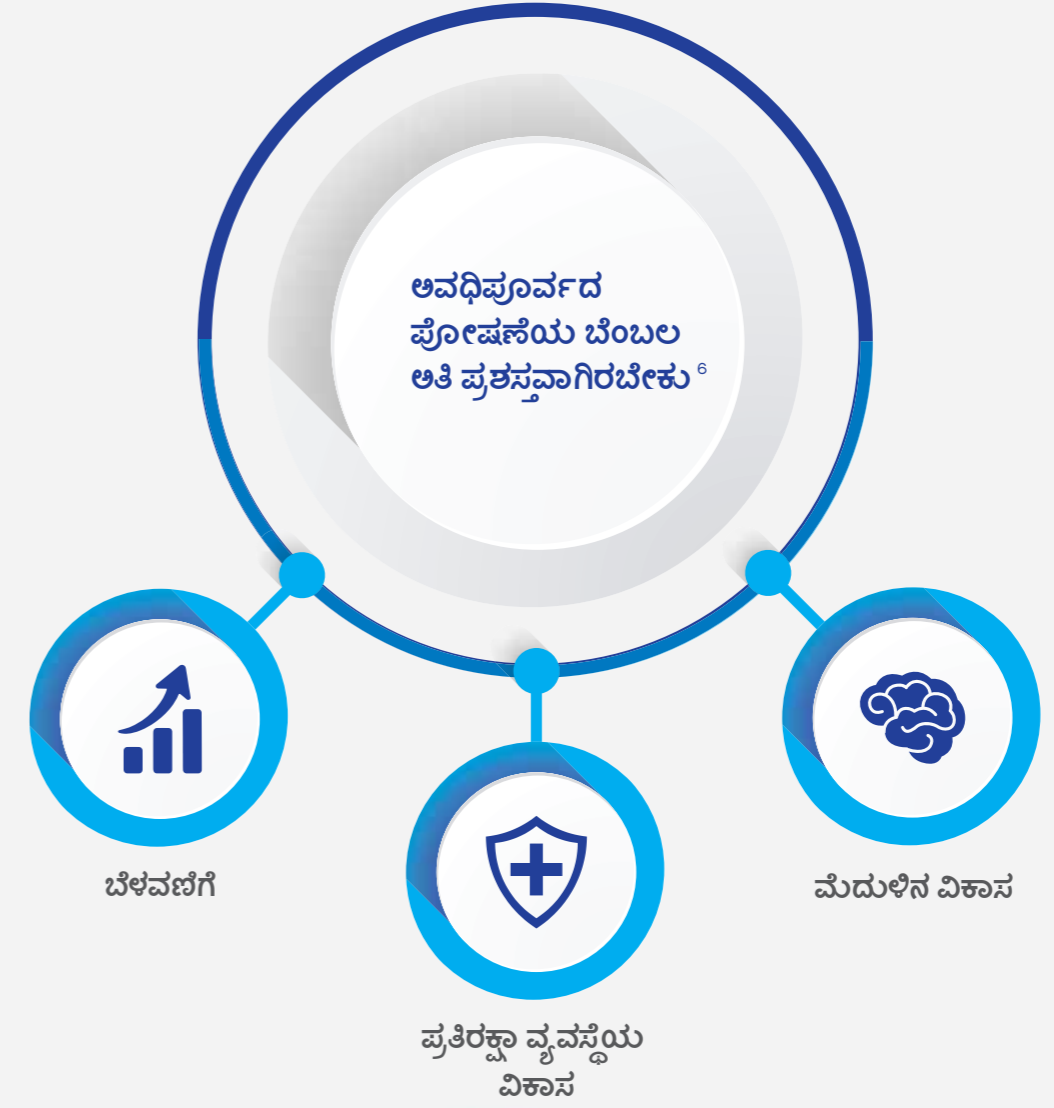 ಅವಧಿಪೂರ್ವದ
ಪೋಷಣೆಯ ಬೆಂಬಲ
ಅತಿ ಪ್ರಶಸ್ತವಾಗಿರಬೇಕು ⁶
ಬೆಳವಣಿಗೆ
ಮೆದುಳಿನ ವಿಕಾಸ
ಪ್ರತಿರಕ್ಷಾ ವ್ಯವಸ್ಥೆಯ
ವಿಕಾಸ